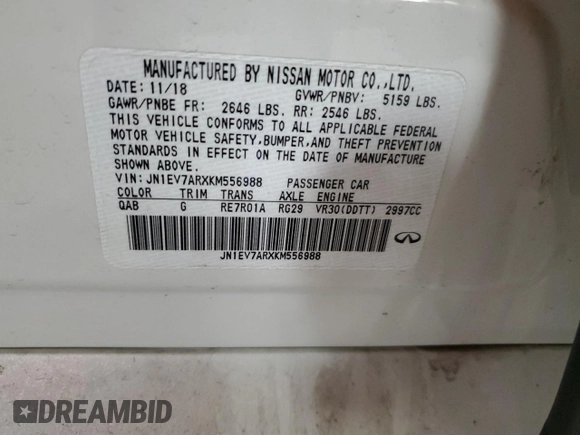 MANUFACTURED BY NISSAN MOTOR CO.,LTD.
DATE: 11/18 GVWR/PNBV: 5159 LBS.
GAWR/PNBE FR: 2646 LBS. RR: 2546 LBS.
THIS VEHICLE CONFORMS TO ALL APPLICABLE FEDERAL
MOTOR VEHICLE SAFETY,BUMPER,AND THEFT PREVENTION
STANDARDS IN EFFECT ON THE DATE OF MANUFACTURE
SHOWN ABOVE.
VIN: JN1EV7ARXKM556988 PASSENGER CAR
COLOR TRIM TRANS AXLE ENGINE
QAB G RE7R01A RG29 VR30(DDTT) 2997CC
JN1EV7ARXKM556988
DREAMBID